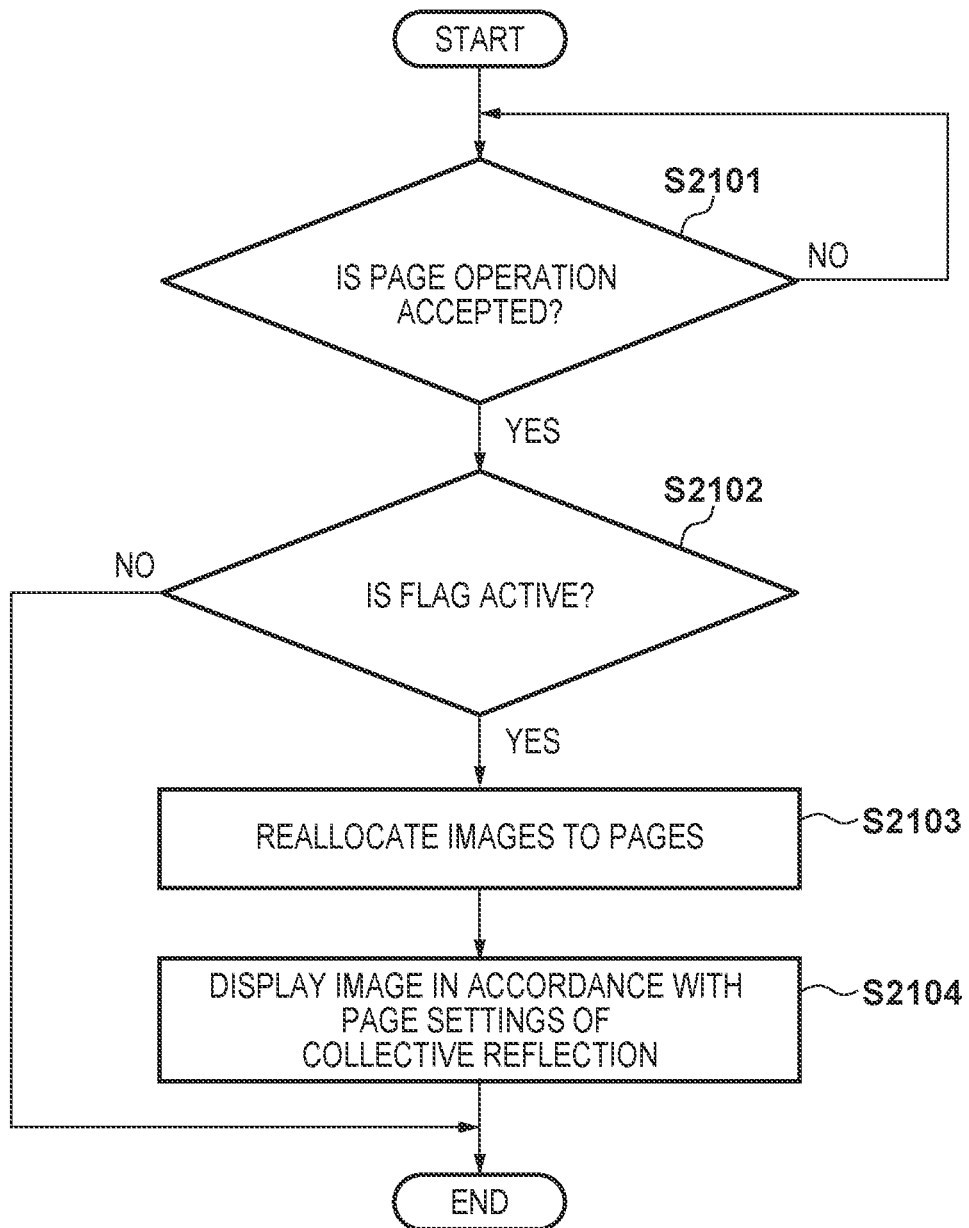 START
S2101
IS PAGE OPERATION
ACCEPTED?
NO
YES
S2102
NO
IS FLAG ACTIVE?
YES
REALLOCATE IMAGES TO PAGES
S2103
DISPLAY IMAGE IN ACCORDANCE WITH
PAGE SETTINGS OF
COLLECTIVE REFLECTION
S2104
END